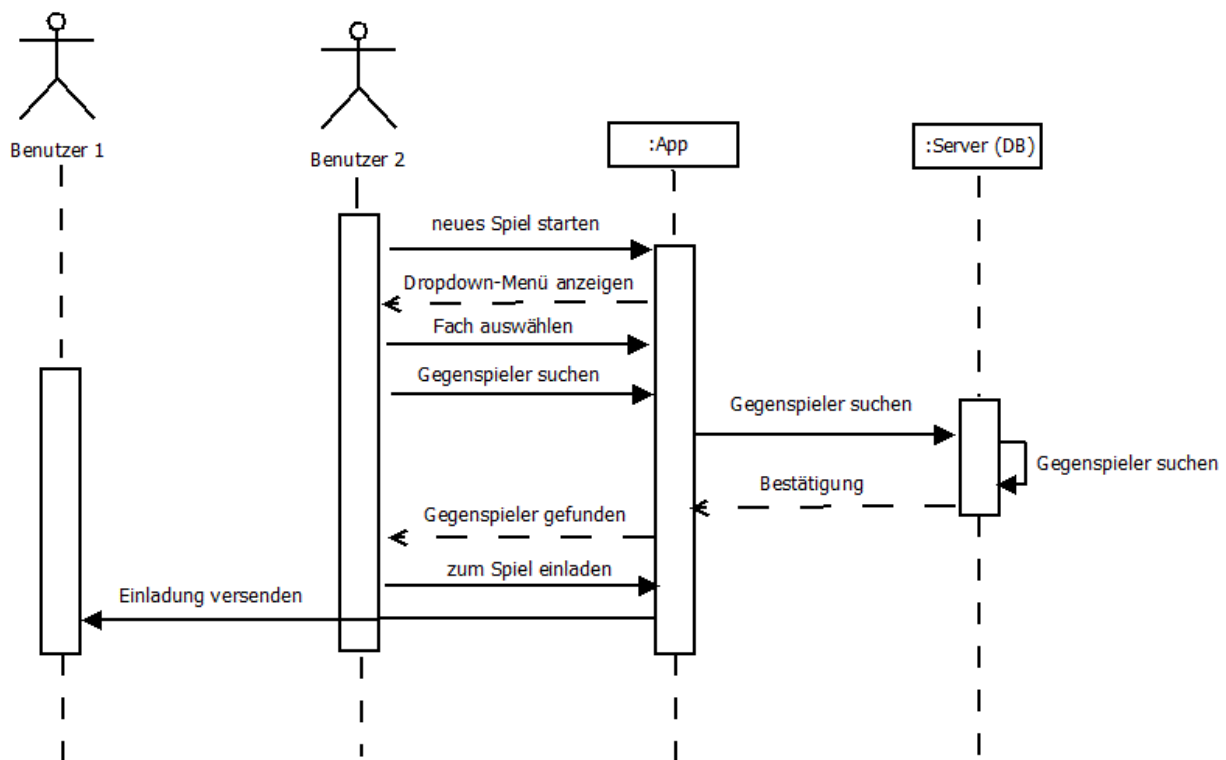 Benutzer 1
Benutzer 2
:App
:Server (DB)
neues Spiel starten
Dropdown-Menü anzeigen
Fach auswählen
Gegenspieler suchen
Gegenspieler suchen
Gegenspieler suchen
Bestätigung
Gegenspieler gefunden
zum Spiel einladen
Einladung versenden